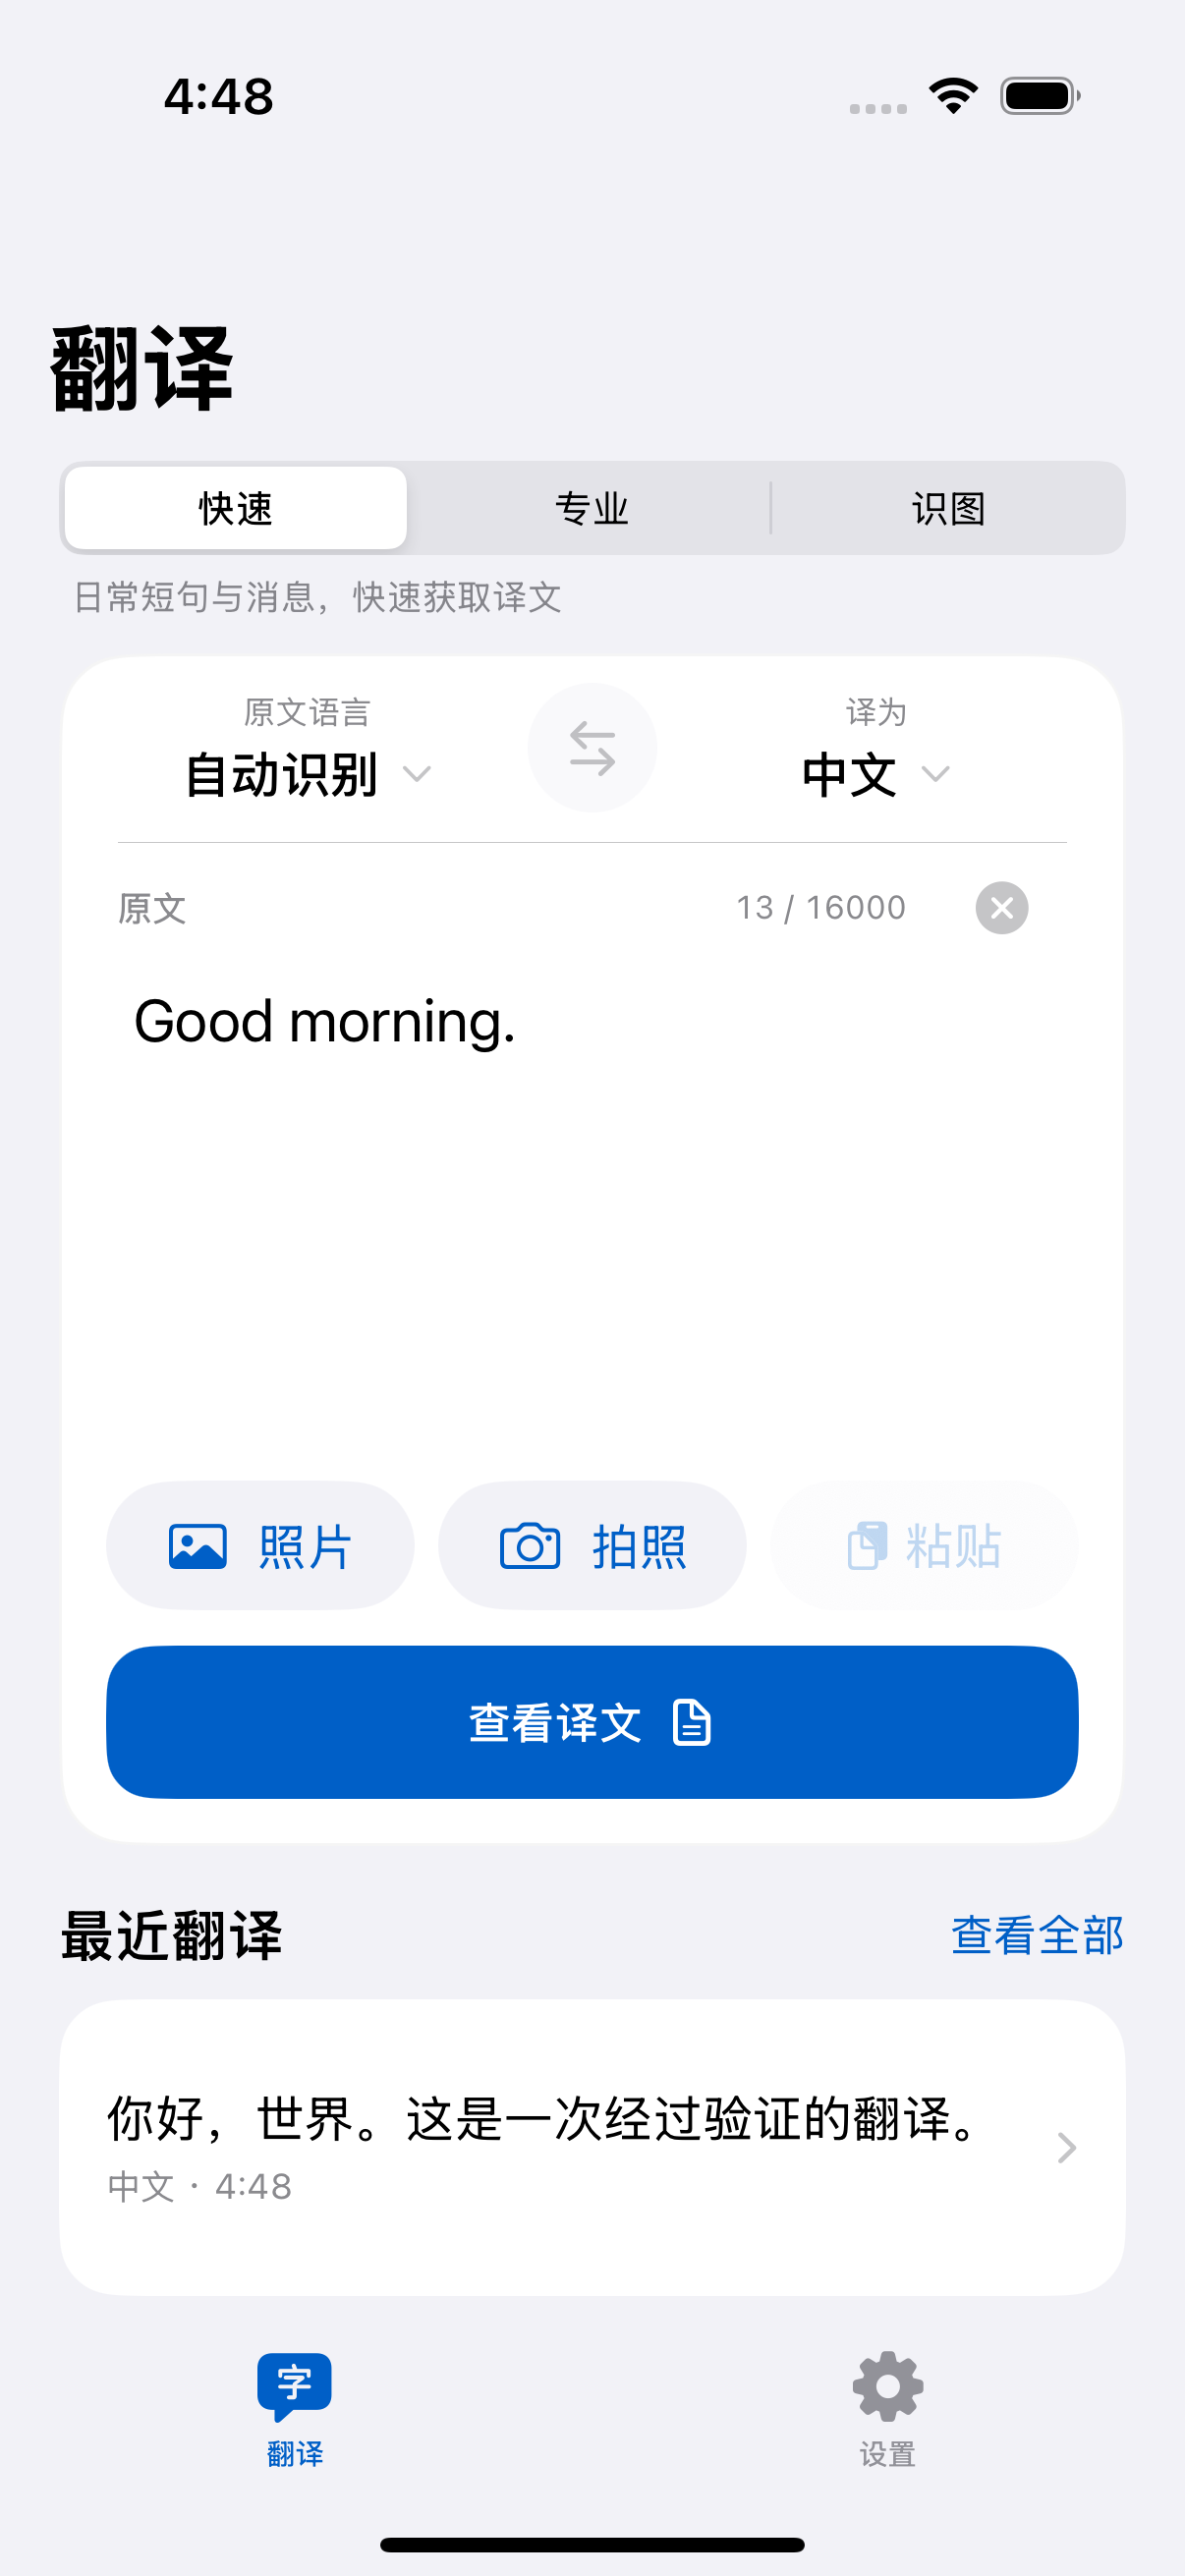 4:48
翻译
快速 专业 识图
日常短句与消息，快速获取译文
原文语言 译为
自动识别 中文
原文 13 / 16000
Good morning.
照片 拍照 粘贴
查看译文
最近翻译 查看全部
你好，世界。这是一次经过验证的翻译。
中文 · 4:48
字
翻译 设置